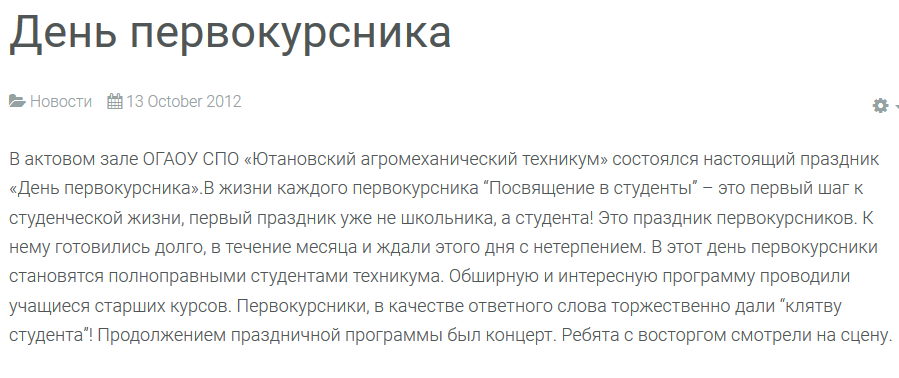 День первокурсника
Новости 13 October 2012
В актовом зале ОГАОУ СПО «Ютановский агромеханический техникум» состоялся настоящий праздник
«День первокурсника».В жизни каждого первокурсника “Посвящение в студенты” – это первый шаг к
студенческой жизни, первый праздник уже не школьника, а студента! Это праздник первокурсников. К
нему готовились долго, в течение месяца и ждали этого дня с нетерпением. В этот день первокурсники
становятся полноправными студентами техникума. Обширную и интересную программу проводили
учащиеся старших курсов. Первокурсники, в качестве ответного слова торжественно дали “клятву
студента”! Продолжением праздничной программы был концерт. Ребята с восторгом смотрели на сцену.